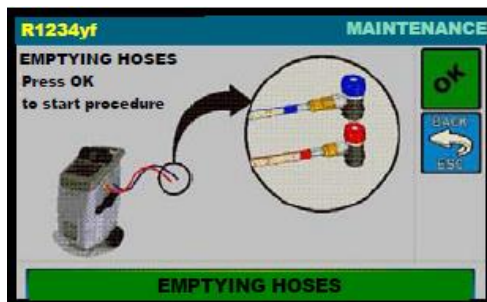 R1234yf
MAINTENANCE
EMPTYING HOSES
Press OK
to start procedure
OK
BACK
ESC
EMPTYING HOSES